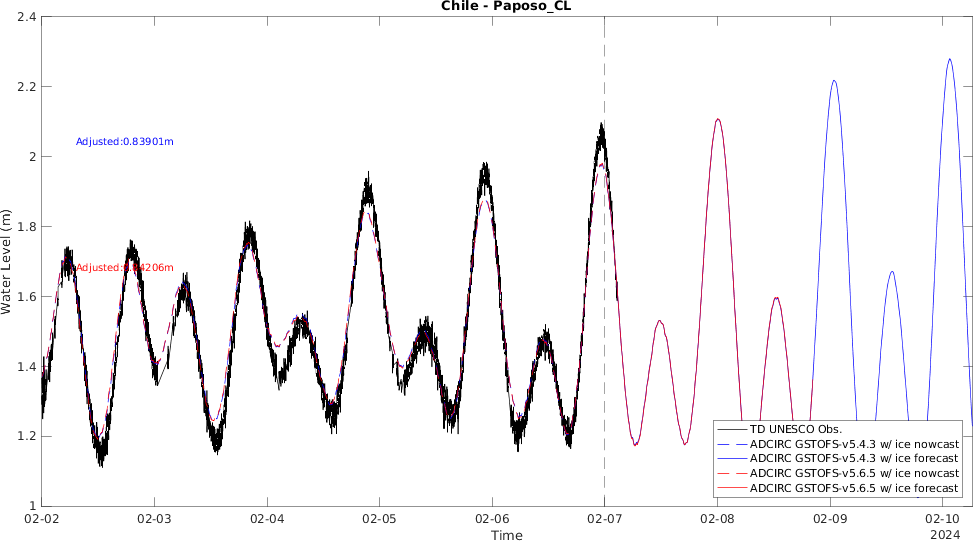 Chile - Paposo_CL
2.4
2.2
2
1.8
1.6
1.4
1.2
1
Water Level (m)
Adjusted:0.83901m
Adjusted:0.84206m
TD UNESCO Obs.
ADCIRC GSTOFS-v5.4.3 w/ ice nowcast
ADCIRC GSTOFS-v5.4.3 w/ ice forecast
ADCIRC GSTOFS-v5.6.5 w/ ice nowcast
ADCIRC GSTOFS-v5.6.5 w/ ice forecast
02-02 02-03 02-04 02-05 02-06 02-07 02-08 02-09 02-10
Time
2024